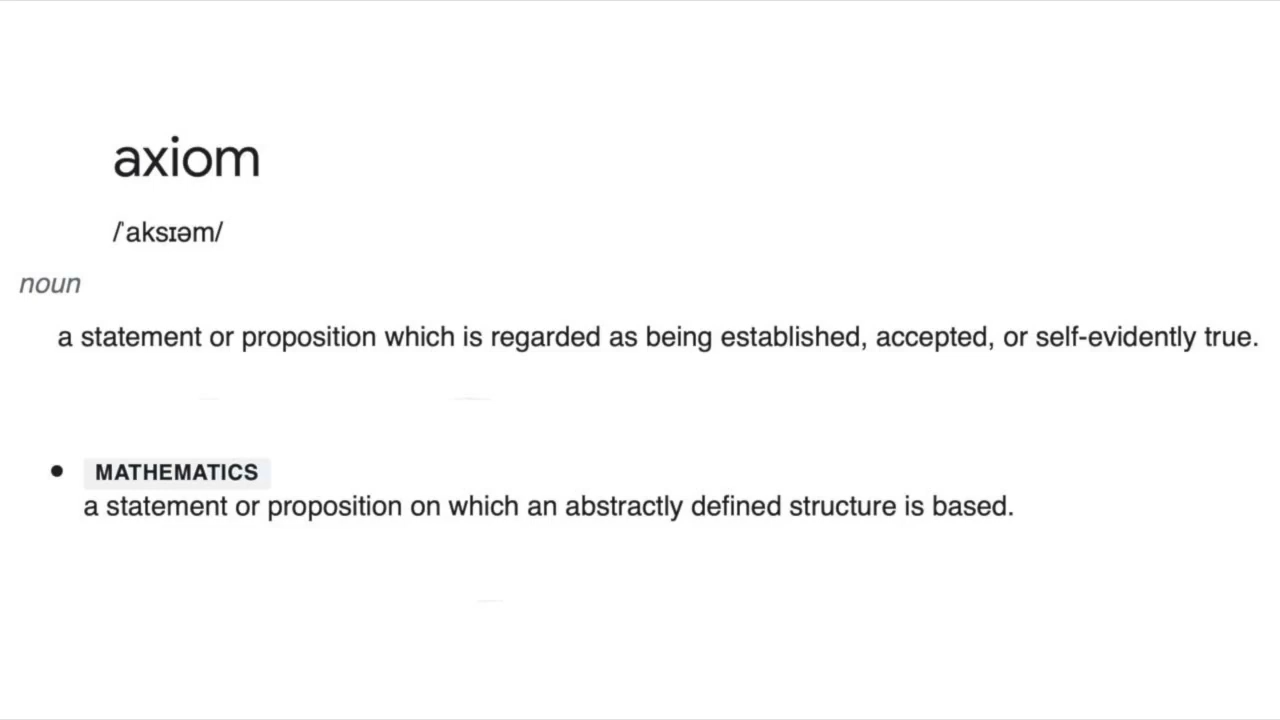 axiom
/ˈaksɪəm/
noun
a statement or proposition which is regarded as being established, accepted, or self-evidently true.
• MATHEMATICS
a statement or proposition on which an abstractly defined structure is based.